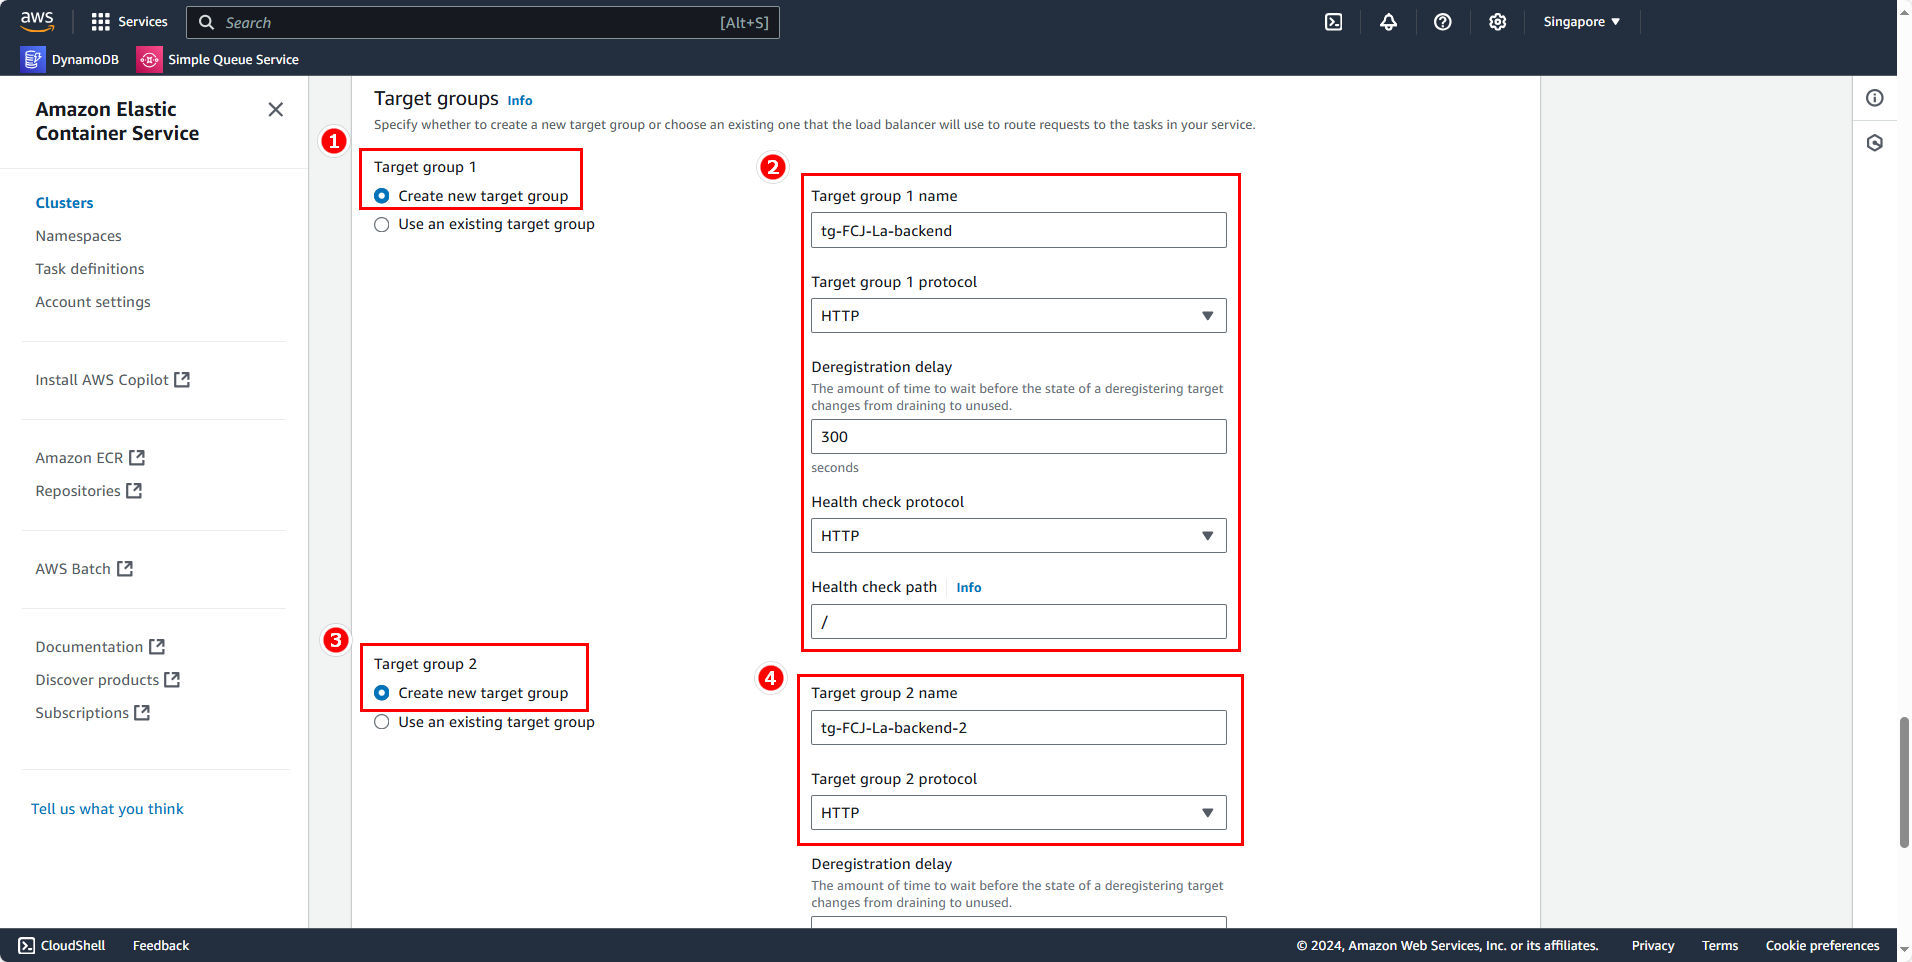 aws
Services
Search
[Alt+S]
Singapore
DynamoDB
Simple Queue Service
Amazon Elastic
Container Service
Clusters
Namespaces
Task definitions
Account settings
Install AWS Copilot
Amazon ECR
Repositories
AWS Batch
Documentation
Discover products
Subscriptions
Tell us what you think
Target groups Info
Specify whether to create a new target group or choose an existing one that the load balancer will use to route requests to the tasks in your service.
1
Target group 1
Create new target group
Use an existing target group
2
Target group 1 name
tg-FCJ-La-backend
Target group 1 protocol
HTTP
Deregistration delay
The amount of time to wait before the state of a deregistering target
changes from draining to unused.
300
seconds
Health check protocol
HTTP
Health check path Info
/
3
Target group 2
Create new target group
Use an existing target group
4
Target group 2 name
tg-FCJ-La-backend-2
Target group 2 protocol
HTTP
Deregistration delay
The amount of time to wait before the state of a deregistering target
changes from draining to unused.
CloudShell
Feedback
© 2024, Amazon Web Services, Inc. or its affiliates.
Privacy
Terms
Cookie preferences